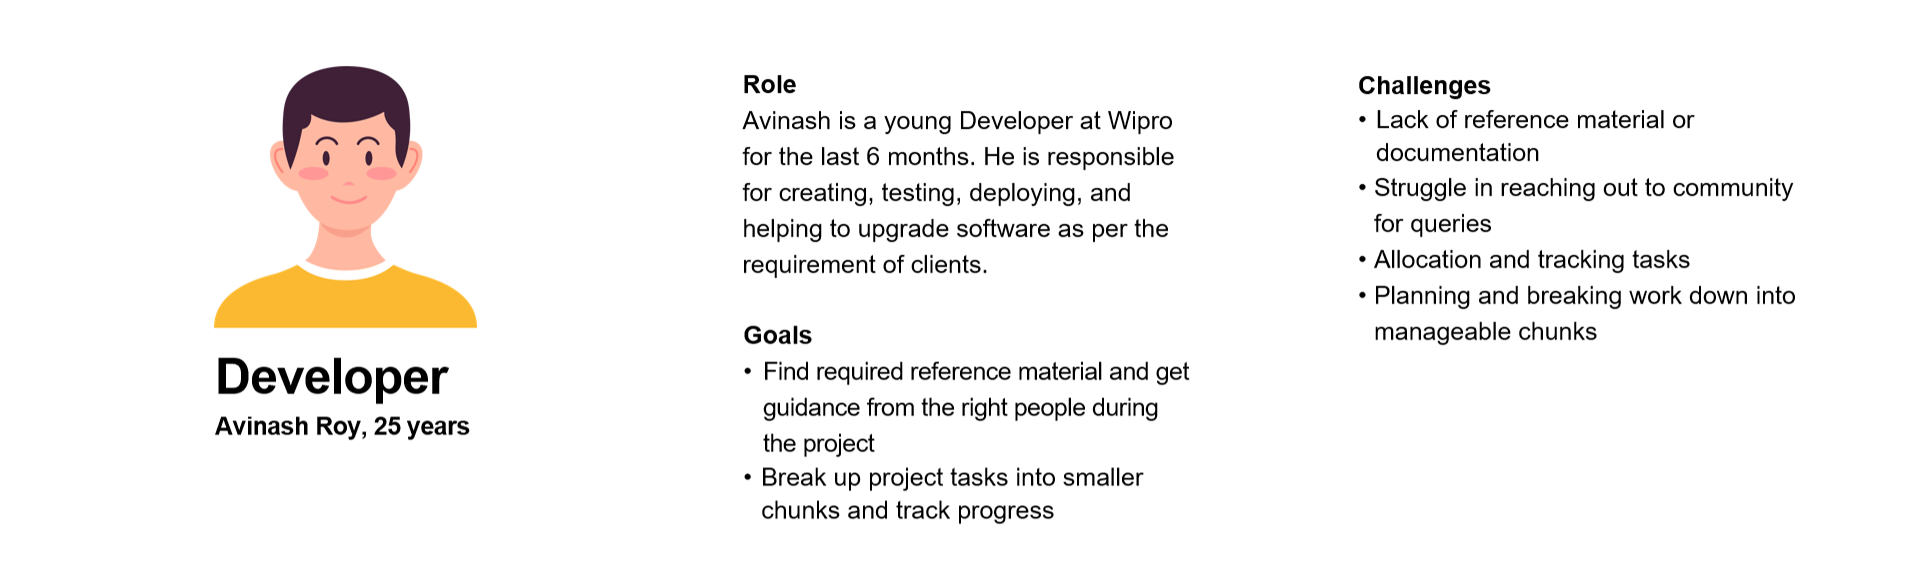 Developer
Avinash Roy, 25 years
Role
Avinash is a young Developer at Wipro
for the last 6 months. He is responsible
for creating, testing, deploying, and
helping to upgrade software as per the
requirement of clients.
Goals
• Find required reference material and get
guidance from the right people during
the project
• Break up project tasks into smaller
chunks and track progress
Challenges
• Lack of reference material or
documentation
• Struggle in reaching out to community
for queries
• Allocation and tracking tasks
• Planning and breaking work down into
manageable chunks